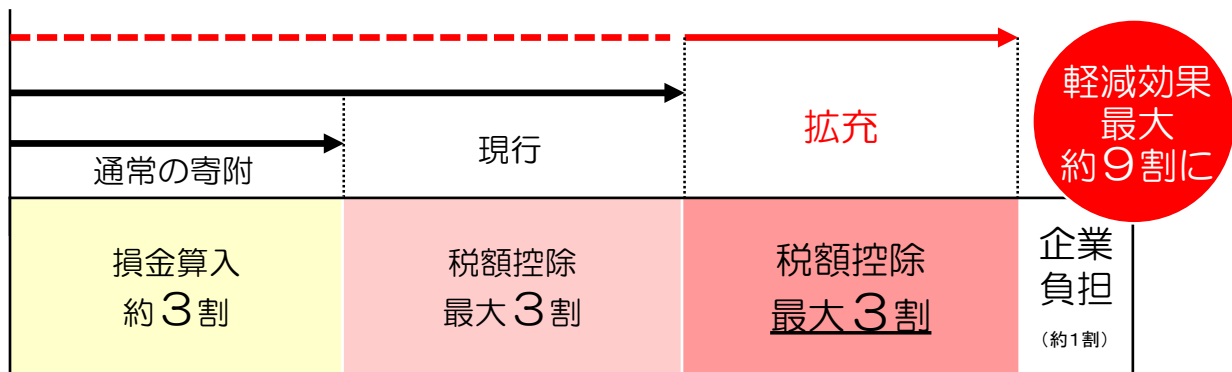 通常の寄附
現行
拡充
軽減効果
最大
約９割に
損金算入
約３割
税額控除
最大３割
税額控除
最大３割
企業
負担
（約１割）